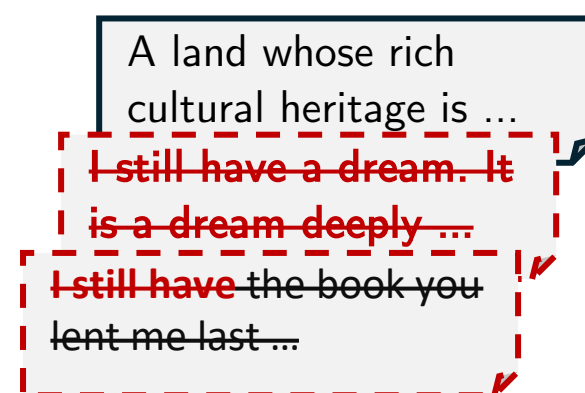 A land whose rich
cultural heritage is ...
I still have a dream. It
is a dream deeply ...
I still have the book you
lent me last ...